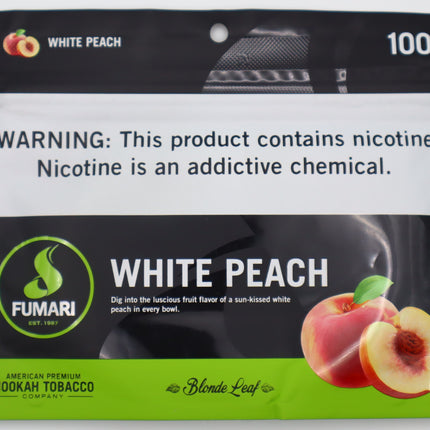 WHITE PEACH
100
WARNING: This product contains nicotine
Nicotine is an addictive chemical.
WHITE PEACH
Dig into the luscious fruit flavor of a sun-kissed white
peach in every bowl.
FUMARI
EST. 1997
AMERICAN PREMIUM
HOOKAH TOBACCO
COMPANY
Blonde Leaf